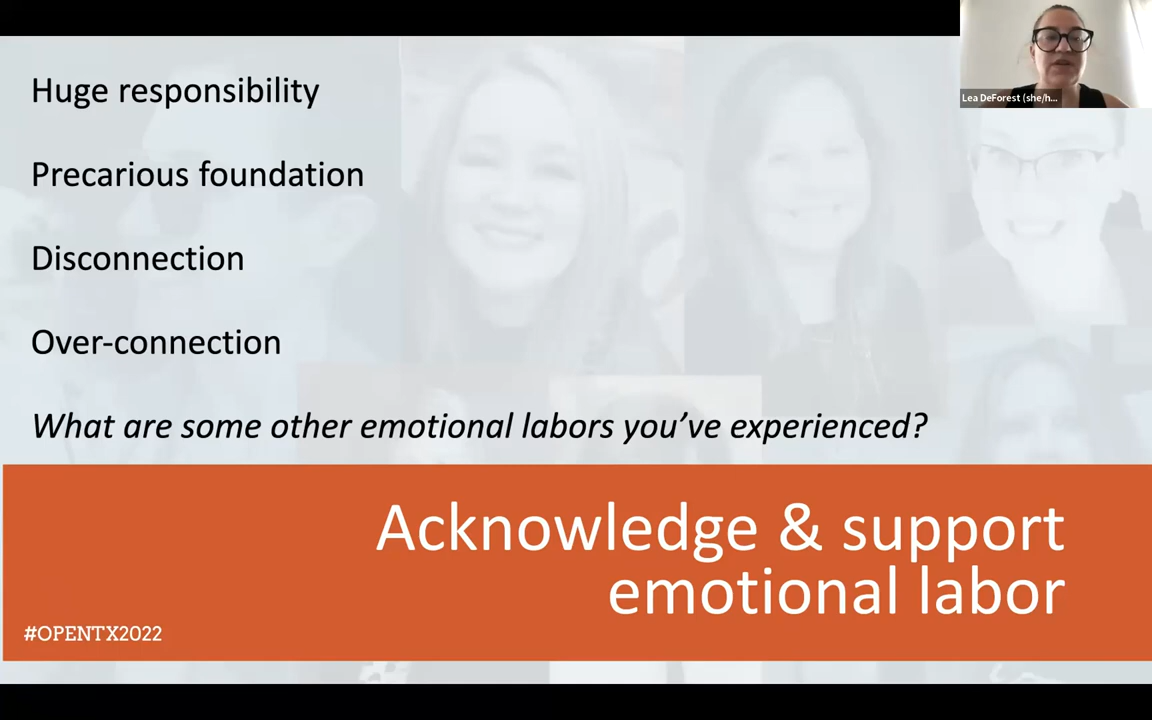 Lea DeForest (she/h...
Huge responsibility
Precarious foundation
Disconnection
Over-connection
What are some other emotional labors you’ve experienced?
Acknowledge & support
emotional labor
#OPENTX2022